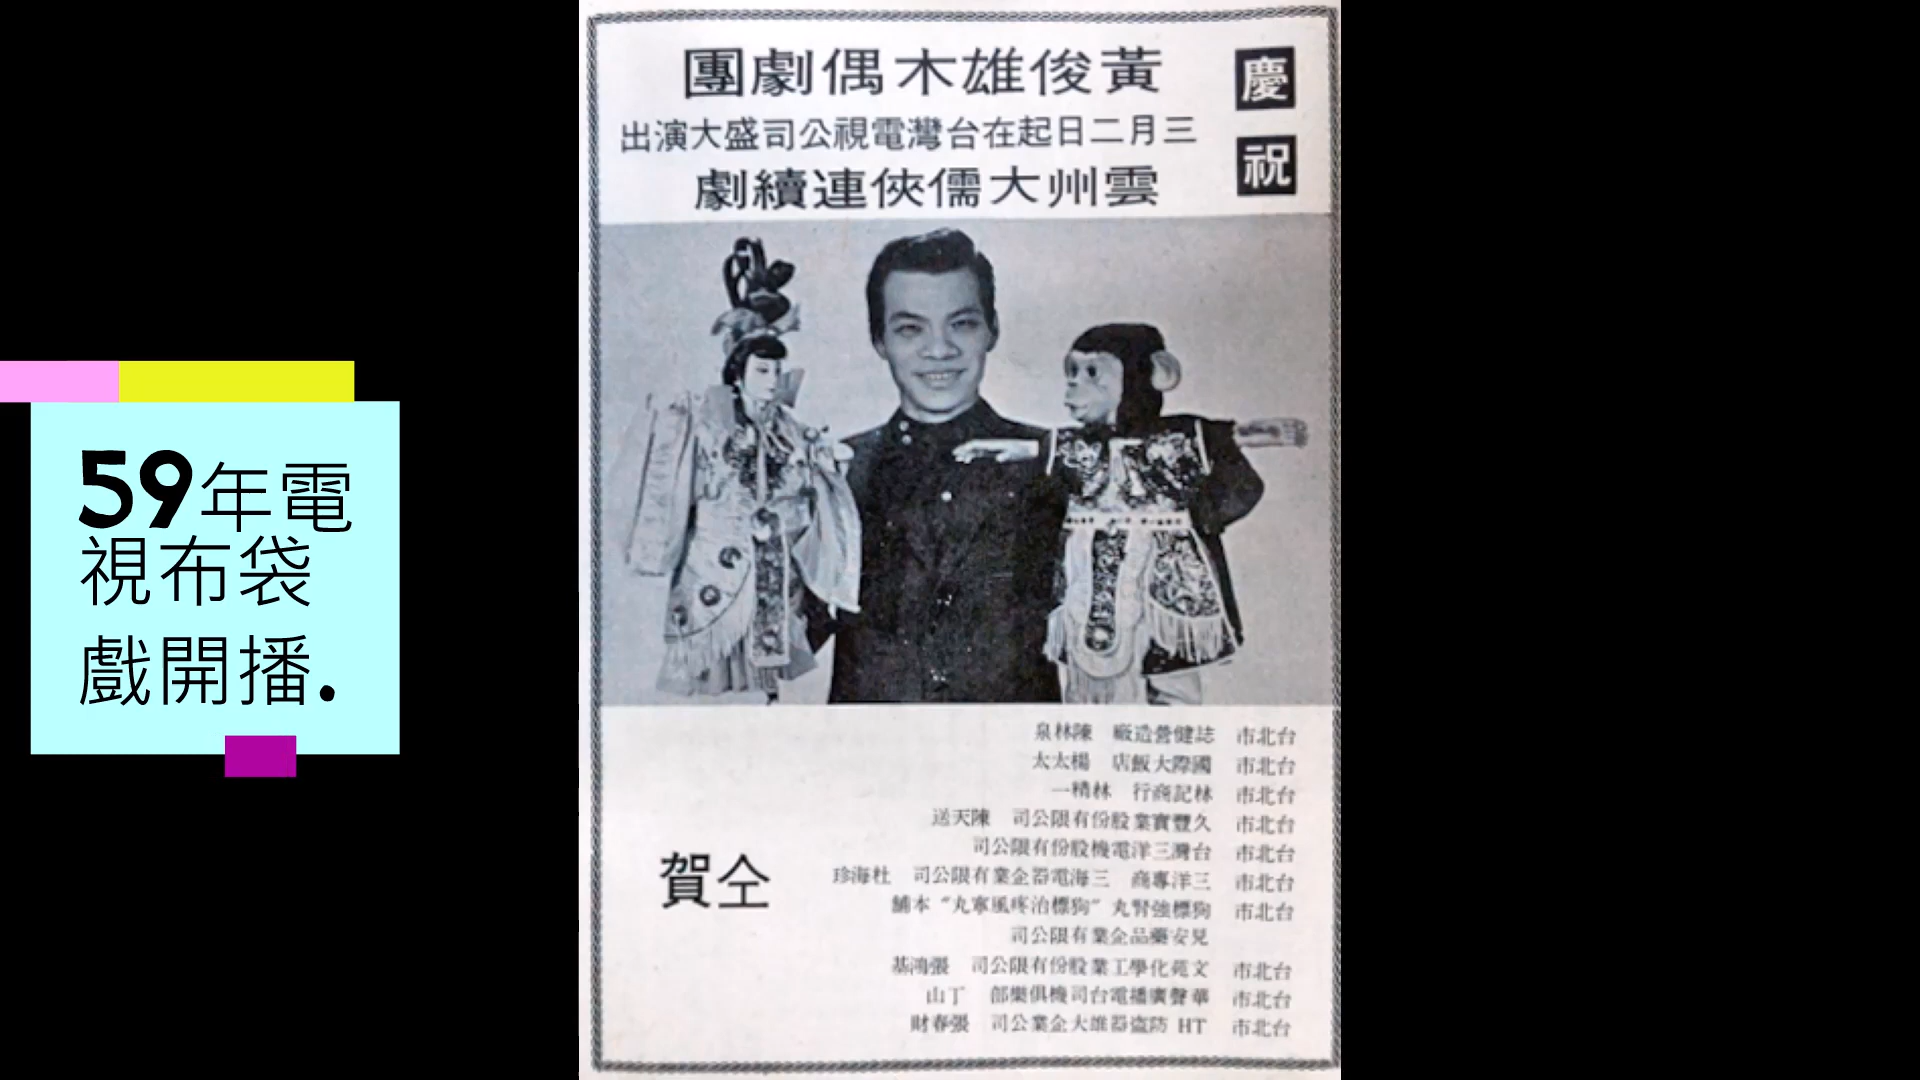 59年電
視布袋
戲開播.
慶
祝
黃俊雄木偶劇團
三月二日起在台灣電視公司盛大演出
雲州大儒俠連續劇
台北市 誌健營造廠 陳林泉
台北市 國際大飯店 楊太太
台北市 林記商行 林精一
台北市 久豐實業股份有限公司 陳天送
台北市 台灣三洋電機股份有限公司
台北市 三洋專商 三海電器企業有限公司 杜海珍
台北市 狗標強腎丸 “狗標治疼風寧丸” 本舖
見安藥品企業有限公司
台北市 文苑化學工業股份有限公司 張鴻基
台北市 華聲廣播電台司機俱樂部 丁山
台北市 HT 防盜器雄大企業公司 張春財
仝賀